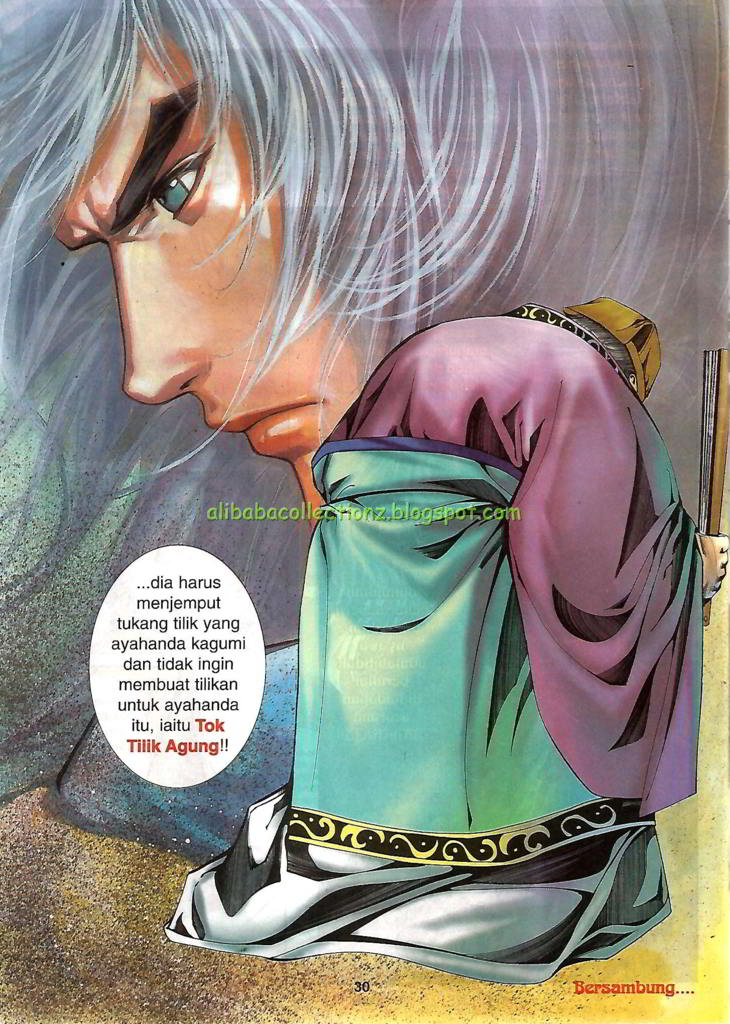 alibabacollectionz.blogspot.com
...dia harus
menjemput
tukang tilik yang
ayahanda kagumi
dan tidak ingin
membuat tilikan
untuk ayahanda
itu, iaitu Tok
Tilik Agung!!
30
Bersambung....